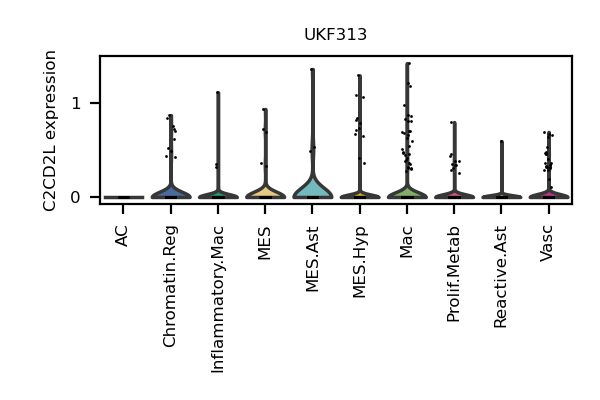 UKF313
C2CD2L expression
1
0
AC
Chromatin.Reg
Inflammatory.Mac
MES
MES.Ast
MES.Hyp
Mac
Prolif.Metab
Reactive.Ast
Vasc